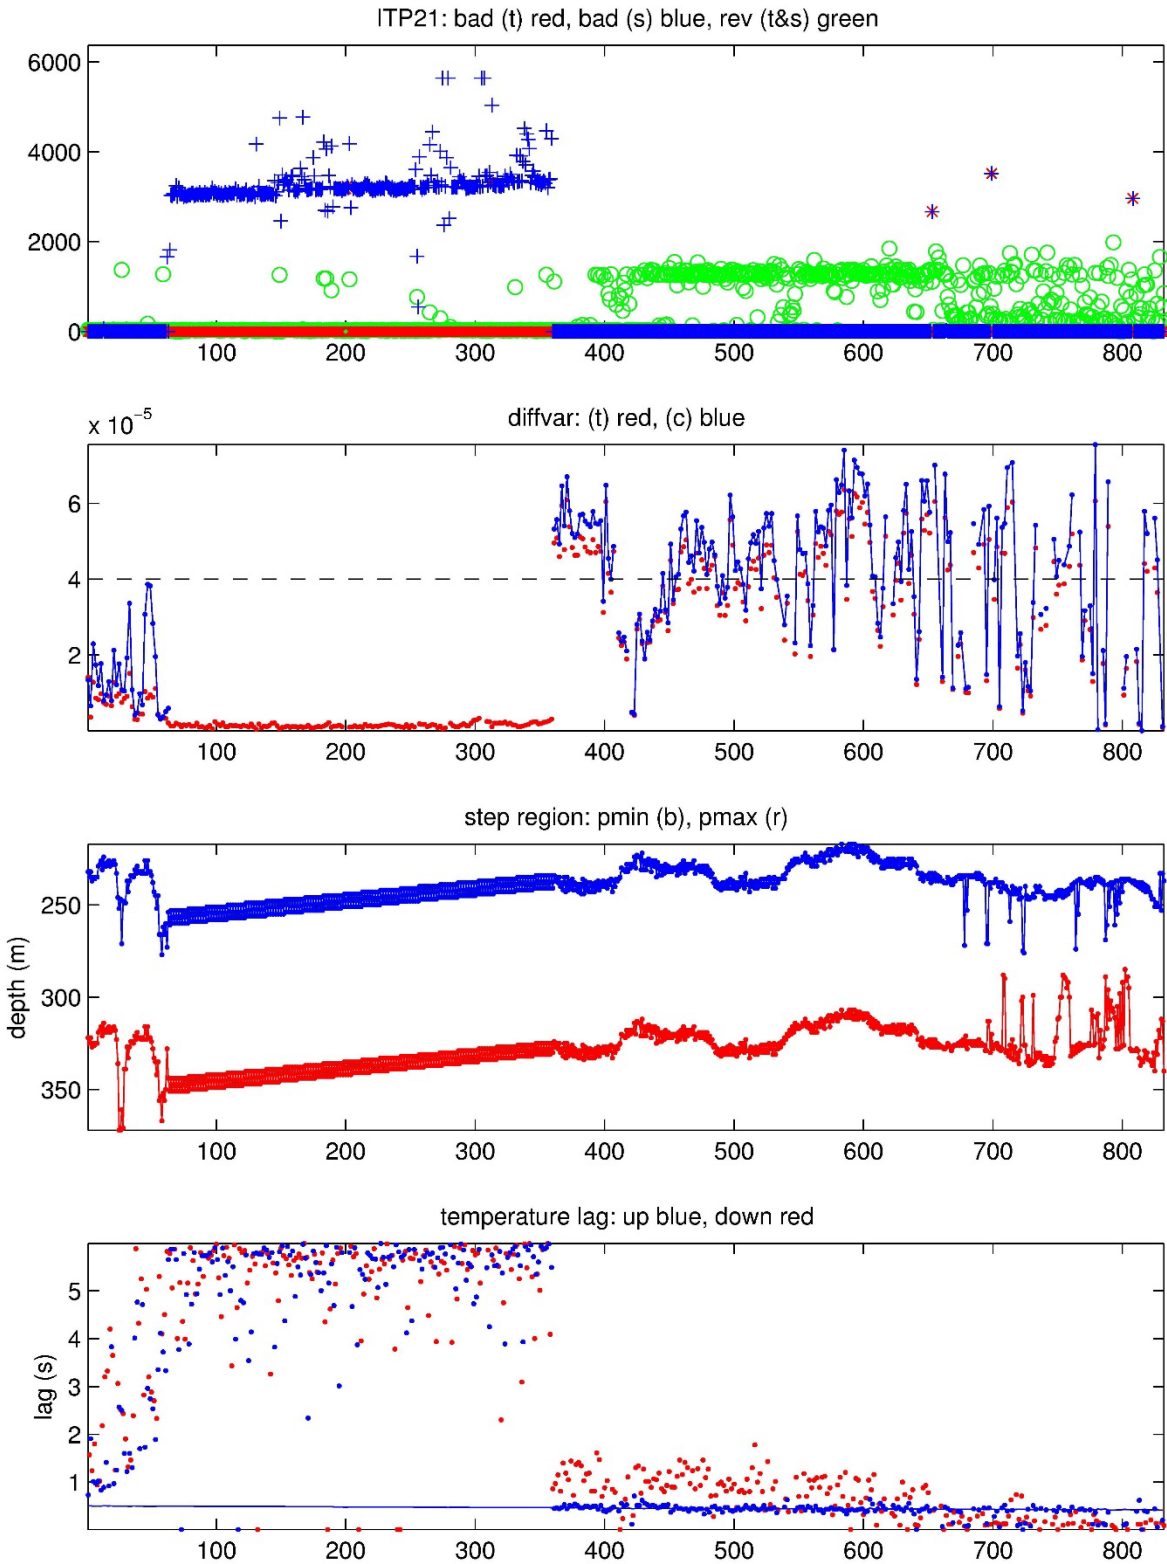 ITP21: bad (t) red, bad (s) blue, rev (t&s) green
6000
4000
2000
0
100 200 300 400 500 600 700 800
diffvar: (t) red, (c) blue
x 10^-5
6
4
2
100 200 300 400 500 600 700 800
step region: pmin (b), pmax (r)
250
300
350
depth (m)
100 200 300 400 500 600 700 800
temperature lag: up blue, down red
5
4
3
2
1
lag (s)
100 200 300 400 500 600 700 800